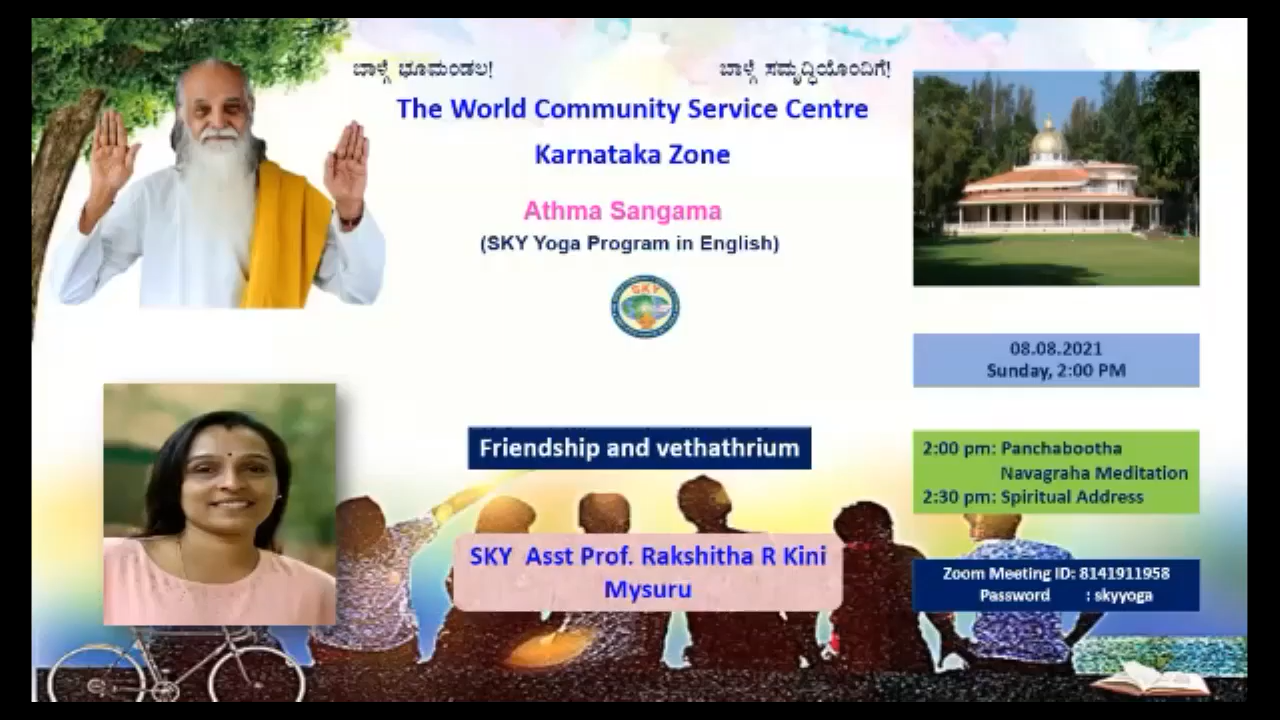 ಬಾಳ್ಗೆ ಭೂಮಂಡಲ! ಬಾಳ್ಗೆ ಸಮೃದ್ಧಿಯೊಂದಿಗೆ!
The World Community Service Centre
Karnataka Zone
Athma Sangama
(SKY Yoga Program in English)
SKY
08.08.2021
Sunday, 2:00 PM
Friendship and vethathrium
2:00 pm: Panchabootha
Navagraha Meditation
2:30 pm: Spiritual Address
SKY Asst Prof. Rakshitha R Kini
Mysuru
Zoom Meeting ID: 8141911958
Password : skyyoga